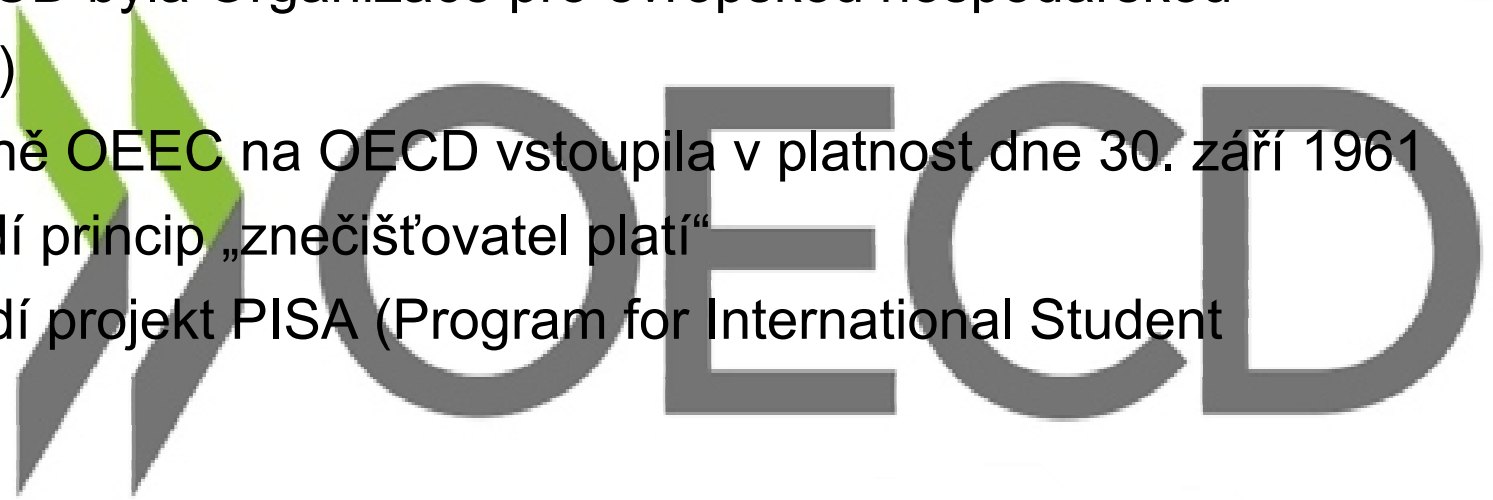 CD byla Organizace pro evropskou hospodářskou
)
ně OEEC na OECD vstoupila v platnost dne 30. září 1961
dí princip „znečišťovatel platí“
dí projekt PISA (Program for International Student
OECD